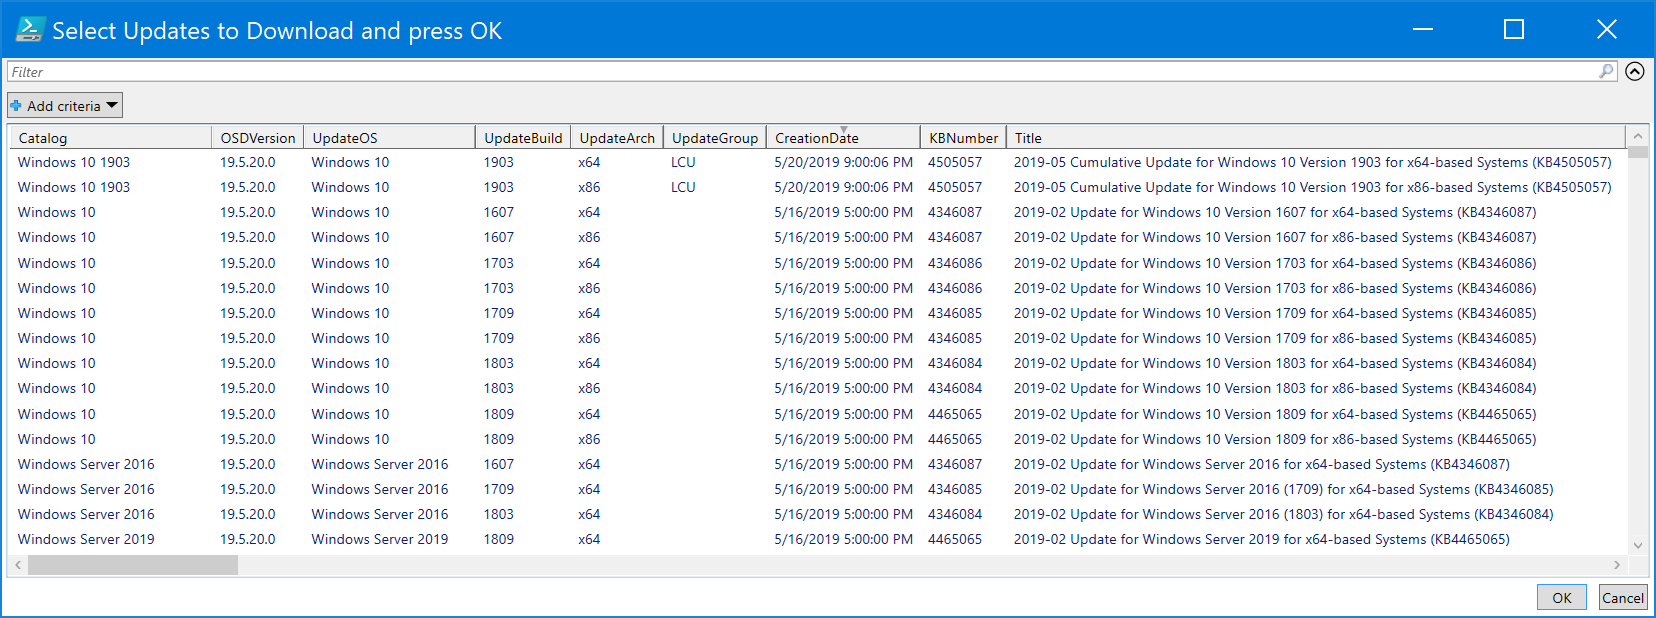 Select Updates to Download and press OK
Filter
Add criteria
Catalog OSDVersion UpdateOS UpdateBuild UpdateArch UpdateGroup CreationDate KBNumber Title
Windows 10 1903 19.5.20.0 Windows 10 1903 x64 LCU 5/20/2019 9:00:06 PM 4505057 2019-05 Cumulative Update for Windows 10 Version 1903 for x64-based Systems (KB4505057)
Windows 10 1903 19.5.20.0 Windows 10 1903 x86 LCU 5/20/2019 9:00:06 PM 4505057 2019-05 Cumulative Update for Windows 10 Version 1903 for x86-based Systems (KB4505057)
Windows 10 19.5.20.0 Windows 10 1607 x64 5/16/2019 5:00:00 PM 4346087 2019-02 Update for Windows 10 Version 1607 for x64-based Systems (KB4346087)
Windows 10 19.5.20.0 Windows 10 1607 x86 5/16/2019 5:00:00 PM 4346087 2019-02 Update for Windows 10 Version 1607 for x86-based Systems (KB4346087)
Windows 10 19.5.20.0 Windows 10 1703 x64 5/16/2019 5:00:00 PM 4346086 2019-02 Update for Windows 10 Version 1703 for x64-based Systems (KB4346086)
Windows 10 19.5.20.0 Windows 10 1703 x86 5/16/2019 5:00:00 PM 4346086 2019-02 Update for Windows 10 Version 1703 for x86-based Systems (KB4346086)
Windows 10 19.5.20.0 Windows 10 1709 x64 5/16/2019 5:00:00 PM 4346085 2019-02 Update for Windows 10 Version 1709 for x64-based Systems (KB4346085)
Windows 10 19.5.20.0 Windows 10 1709 x86 5/16/2019 5:00:00 PM 4346085 2019-02 Update for Windows 10 Version 1709 for x86-based Systems (KB4346085)
Windows 10 19.5.20.0 Windows 10 1803 x64 5/16/2019 5:00:00 PM 4346084 2019-02 Update for Windows 10 Version 1803 for x64-based Systems (KB4346084)
Windows 10 19.5.20.0 Windows 10 1803 x86 5/16/2019 5:00:00 PM 4346084 2019-02 Update for Windows 10 Version 1803 for x86-based Systems (KB4346084)
Windows 10 19.5.20.0 Windows 10 1809 x64 5/16/2019 5:00:00 PM 4465065 2019-02 Update for Windows 10 Version 1809 for x64-based Systems (KB4465065)
Windows 10 19.5.20.0 Windows 10 1809 x86 5/16/2019 5:00:00 PM 4465065 2019-02 Update for Windows 10 Version 1809 for x86-based Systems (KB4465065)
Windows Server 2016 19.5.20.0 Windows Server 2016 1607 x64 5/16/2019 5:00:00 PM 4346087 2019-02 Update for Windows Server 2016 for x64-based Systems (KB4346087)
Windows Server 2016 19.5.20.0 Windows Server 2016 1709 x64 5/16/2019 5:00:00 PM 4346085 2019-02 Update for Windows Server 2016 (1709) for x64-based Systems (KB4346085)
Windows Server 2016 19.5.20.0 Windows Server 2016 1803 x64 5/16/2019 5:00:00 PM 4346084 2019-02 Update for Windows Server 2016 (1803) for x64-based Systems (KB4346084)
Windows Server 2019 19.5.20.0 Windows Server 2019 1809 x64 5/16/2019 5:00:00 PM 4465065 2019-02 Update for Windows Server 2019 for x64-based Systems (KB4465065)
OK Cancel